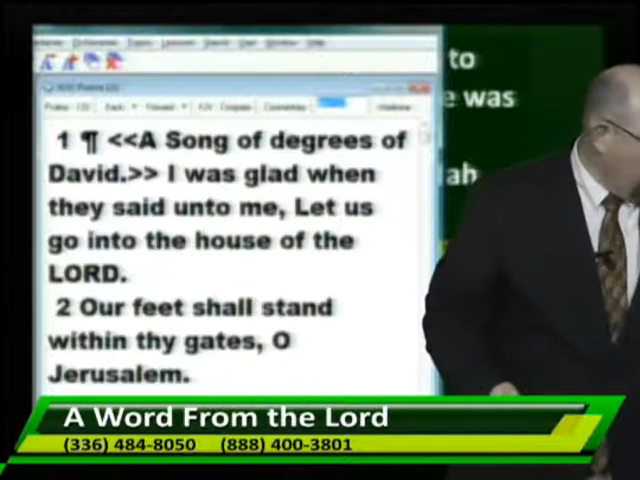 to
e was
ah
1 ¶ <<A Song of degrees of
David.>> I was glad when
they said unto me, Let us
go into the house of the
LORD.
2 Our feet shall stand
within thy gates, O
Jerusalem.
A Word From the Lord
(336) 484-8050 (888) 400-3801